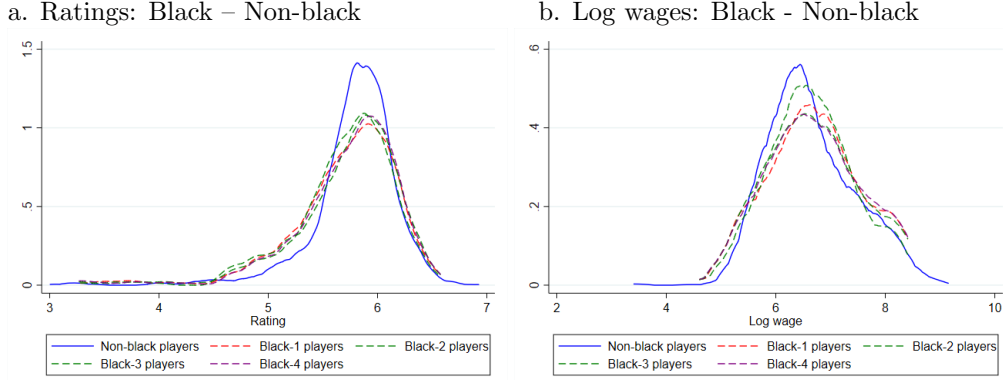 a. Ratings: Black – Non-black
b. Log wages: Black - Non-black
1.5
1
.5
0
3 4 5 6 7
Rating
Non-black players Black-1 players Black-2 players
Black-3 players Black-4 players
.6
.4
.2
0
2 4 6 8 10
Log wage
Non-black players Black-1 players Black-2 players
Black-3 players Black-4 players